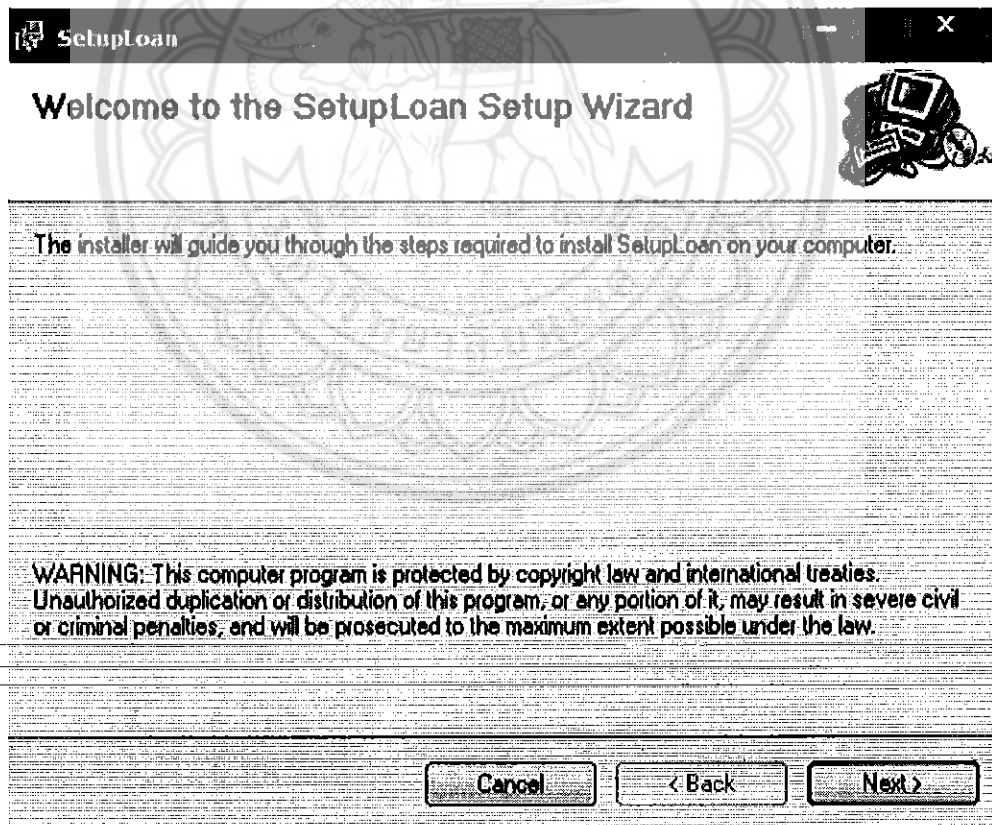 SetupLoan
Welcome to the SetupLoan Setup Wizard
The installer will guide you through the steps required to install SetupLoan on your computer.
WARNING: This computer program is protected by copyright law and international treaties.
Unauthorized duplication or distribution of this program, or any portion of it, may result in severe civil
or criminal penalties, and will be prosecuted to the maximum extent possible under the law.
Cancel
< Back
Next >